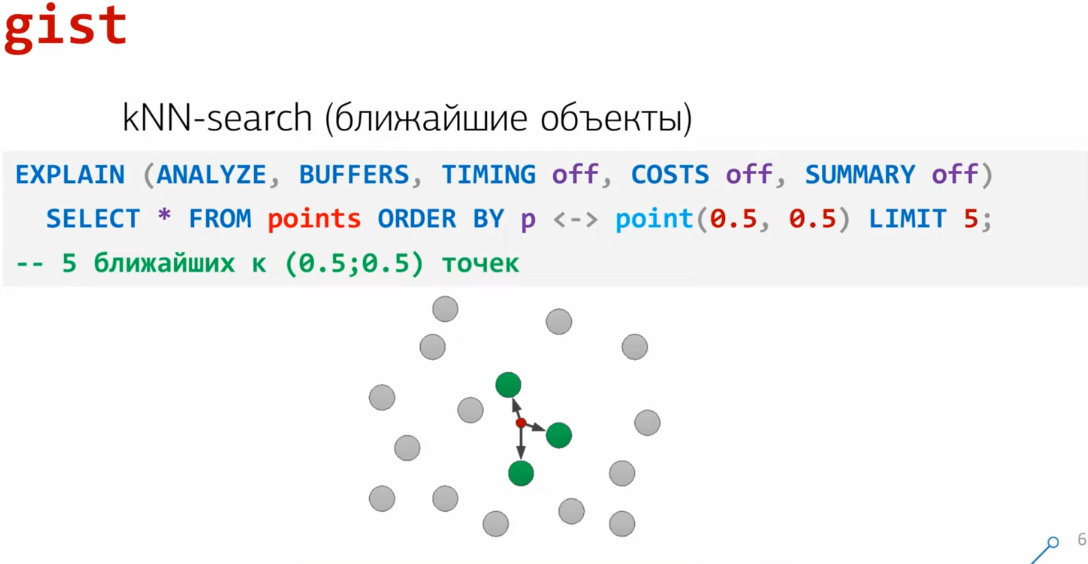 gist
kNN-search (ближайшие объекты)
EXPLAIN (ANALYZE, BUFFERS, TIMING off, COSTS off, SUMMARY off)
SELECT * FROM points ORDER BY p <-> point(0.5, 0.5) LIMIT 5;
-- 5 ближайших к (0.5;0.5) точек
6